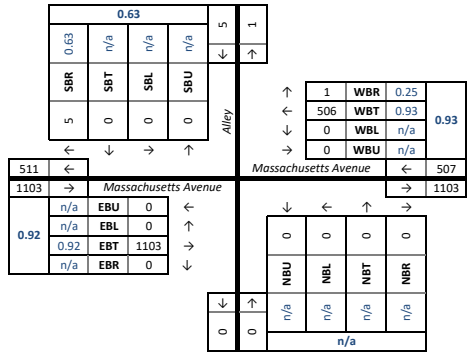 0.63
0.63 n/a n/a n/a
SBR SBT SBL SBU
5 0 0 0
← ↓ → ↑
5 1
↓ ↑
Alley
↑ 1 WBR 0.25
← 506 WBT 0.93
↓ 0 WBL n/a
→ 0 WBU n/a
0.93
511 ←
Massachusetts Avenue ← 507
1103 → Massachusetts Avenue
→ 1103
0.92
n/a EBU 0 ←
n/a EBL 0 ↑
0.92 EBT 1103 →
n/a EBR 0 ↓
↓ ← ↑ →
0 0 0 0
NBU NBL NBT NBR
n/a n/a n/a n/a
n/a
↓ ↑
0 0